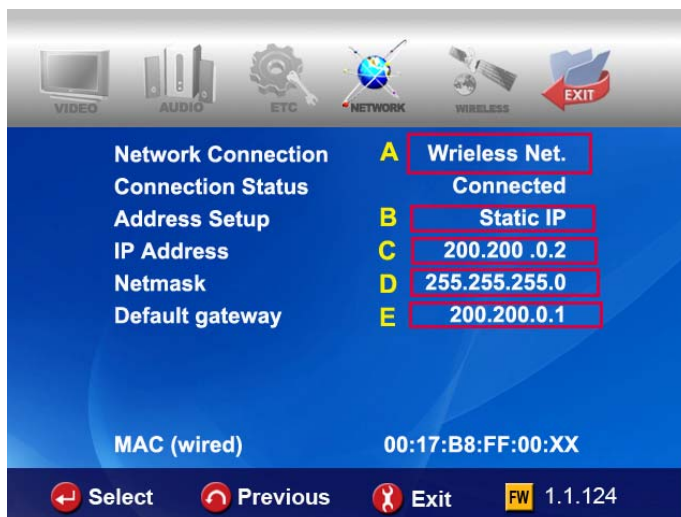 VIDEO AUDIO ETC NETWORK WIRELESS EXIT
Network Connection A Wrieless Net.
Connection Status Connected
Address Setup B Static IP
IP Address C 200.200 .0.2
Netmask D 255.255.255.0
Default gateway E 200.200.0.1
MAC (wired) 00:17:B8:FF:00:XX
Select Previous Exit FW 1.1.124